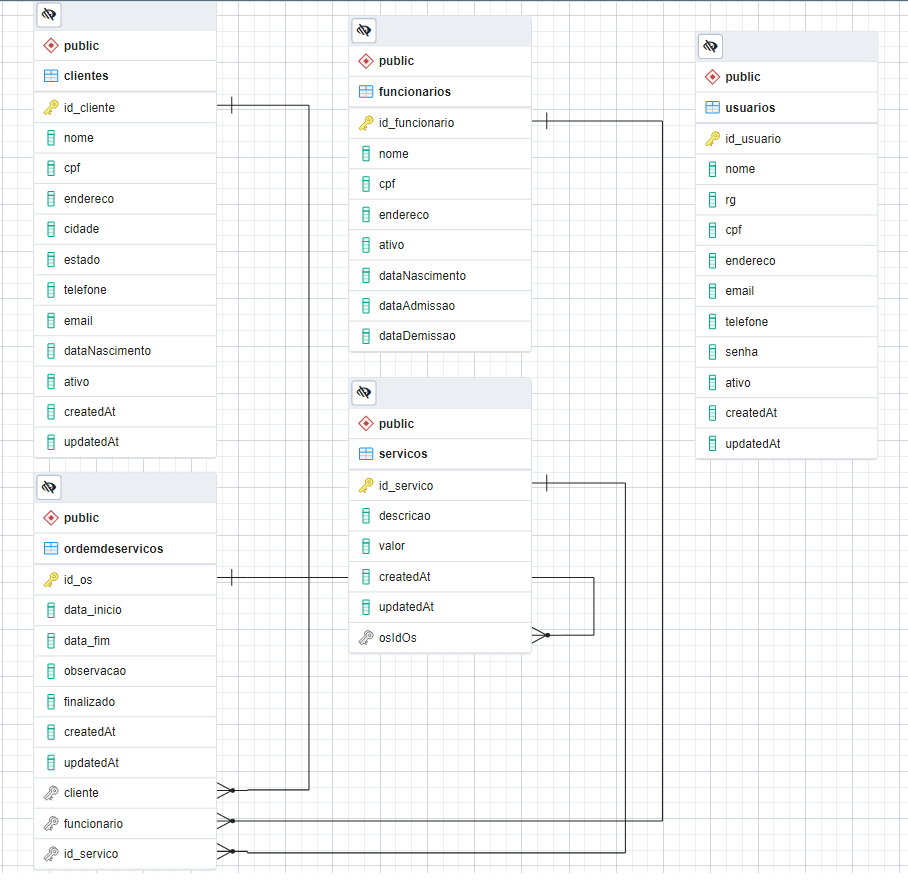 public
clientes
id_cliente
nome
cpf
endereco
cidade
estado
telefone
email
dataNascimento
ativo
createdAt
updatedAt
public
ordemdeservicos
id_os
data_inicio
data_fim
observacao
finalizado
createdAt
updatedAt
cliente
funcionario
id_servico
public
funcionarios
id_funcionario
nome
cpf
endereco
ativo
dataNascimento
dataAdmissao
dataDemissao
public
servicos
id_servico
descricao
valor
createdAt
updatedAt
osIdOs
public
usuarios
id_usuario
nome
rg
cpf
endereco
email
telefone
senha
ativo
createdAt
updatedAt